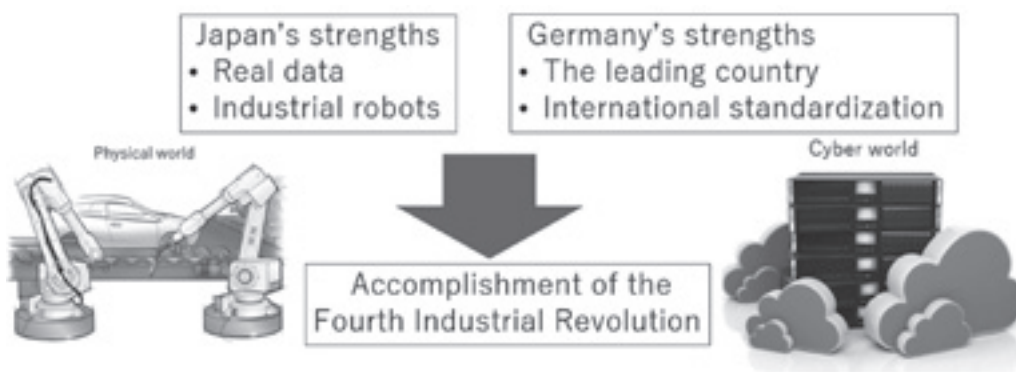 Japan's strengths
• Real data
• Industrial robots
Germany's strengths
• The leading country
• International standardization
Physical world
Cyber world
Accomplishment of the
Fourth Industrial Revolution